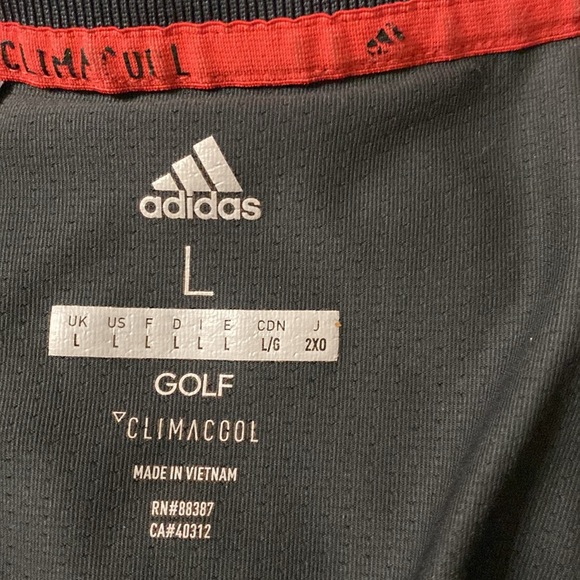 CLIMACOOL
adidas
L
UK US F D I E CDN J
L L L L L L L/G 2XO
GOLF
CLIMACOOL
MADE IN VIETNAM
RN#88387
CA#40312